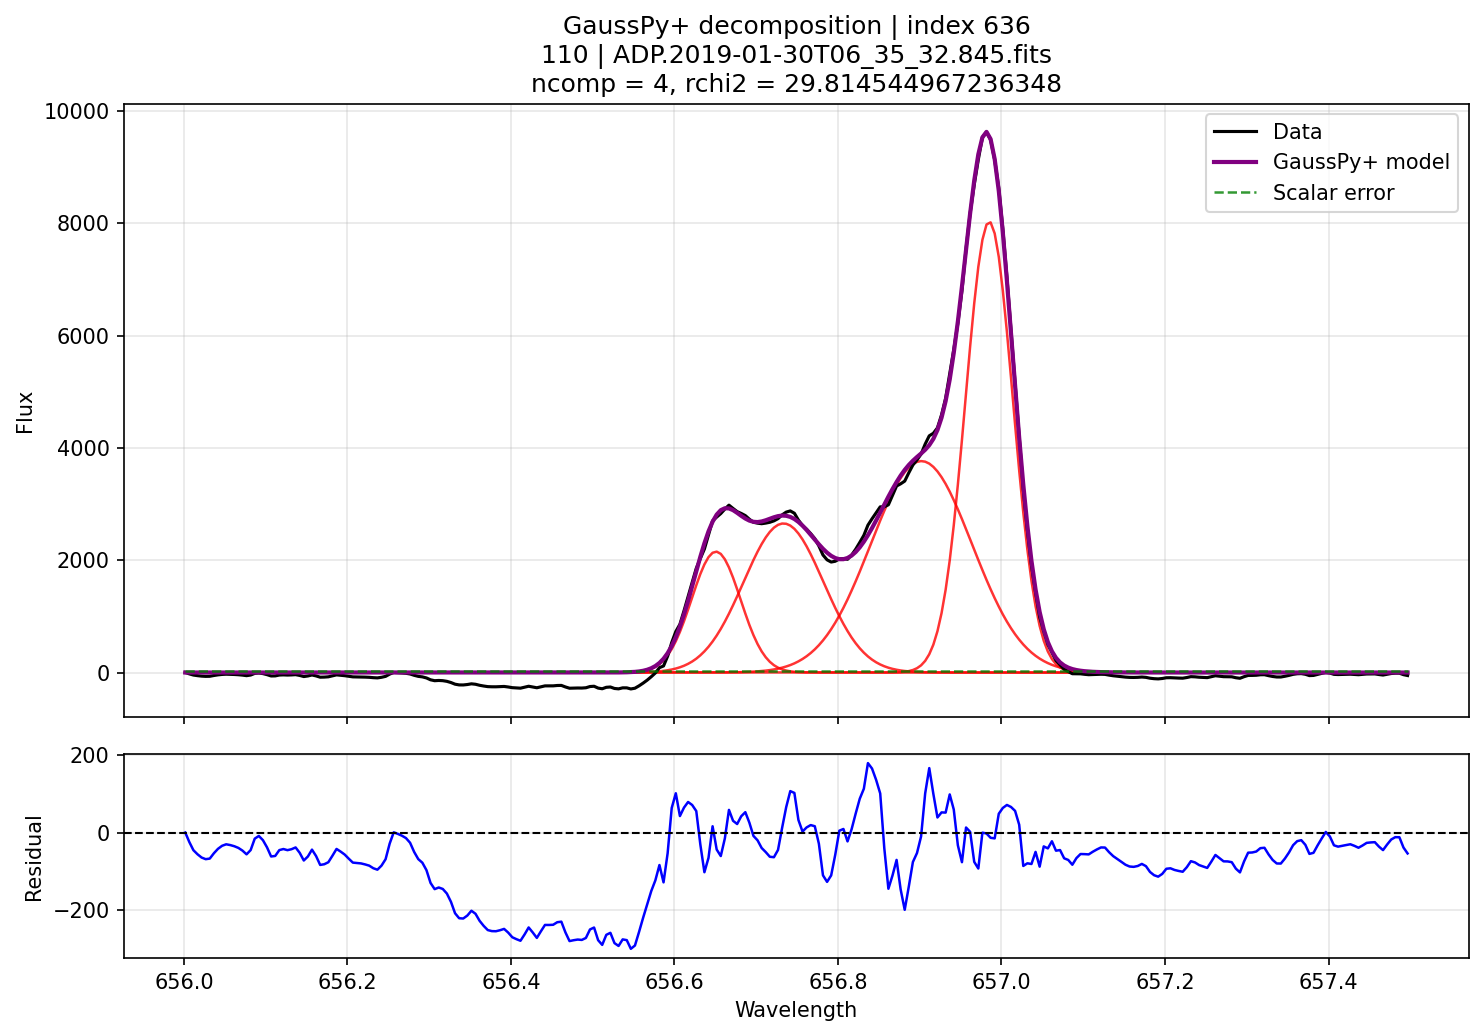 GaussPy+ decomposition | index 636
110 | ADP.2019-01-30T06_35_32.845.fits
ncomp = 4, rchi2 = 29.814544967236348
10000
8000
6000
4000
2000
0
Flux
Data
GaussPy+ model
Scalar error
200
0
−200
Residual
656.0 656.2 656.4 656.6 656.8 657.0 657.2 657.4
Wavelength